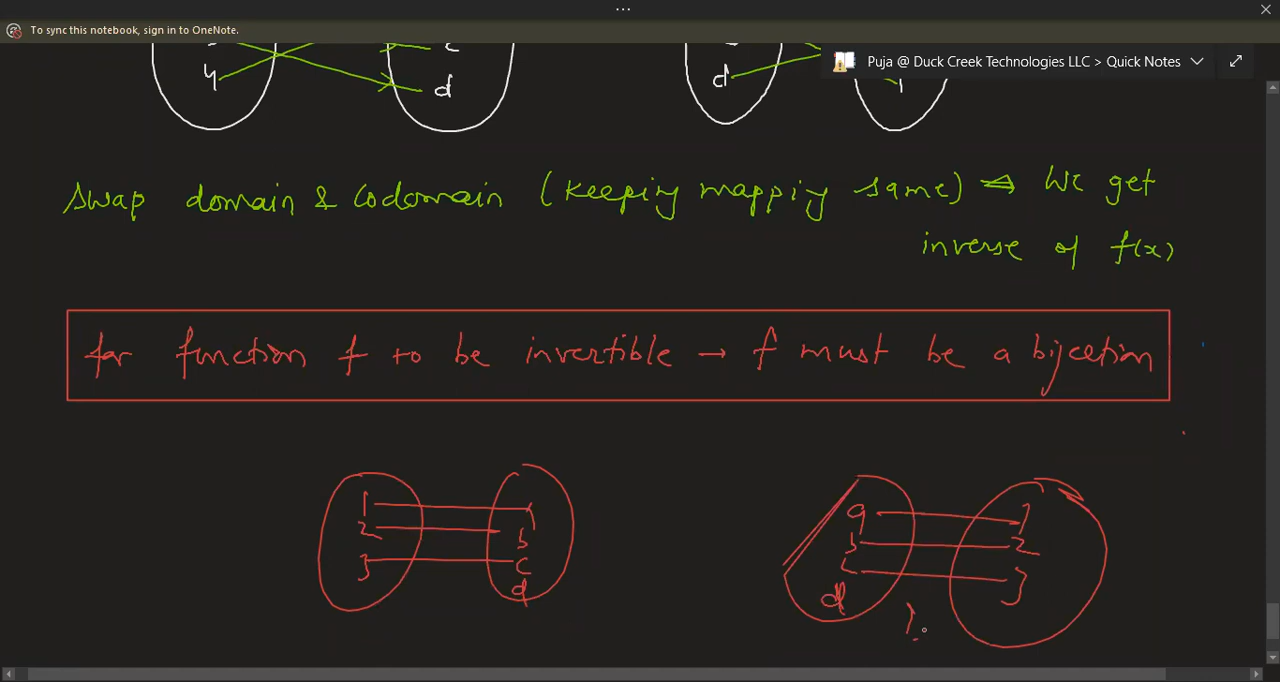 To sync this notebook, sign in to OneNote.
Puja @ Duck Creek Technologies LLC > Quick Notes
4 d d
Swap domain & codomain (keeping mapping same) ⇒ We get
inverse of f(x)
for function f to be invertible → f must be a bijection
1 a 1
2 b b 2
3 c c 3
d d
?